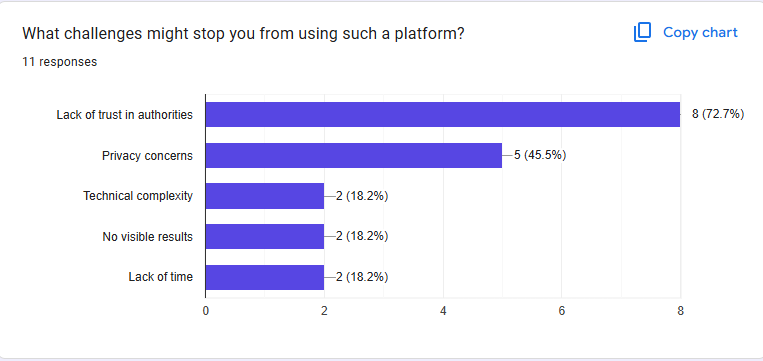 What challenges might stop you from using such a platform?
Copy chart
11 responses
Lack of trust in authorities
8 (72.7%)
Privacy concerns
5 (45.5%)
Technical complexity
2 (18.2%)
No visible results
2 (18.2%)
Lack of time
2 (18.2%)
0 2 4 6 8